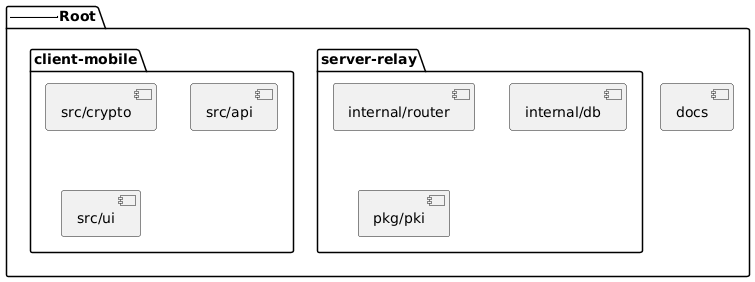 Root
client-mobile
src/crypto
src/api
src/ui
server-relay
internal/router
internal/db
pkg/pki
docs